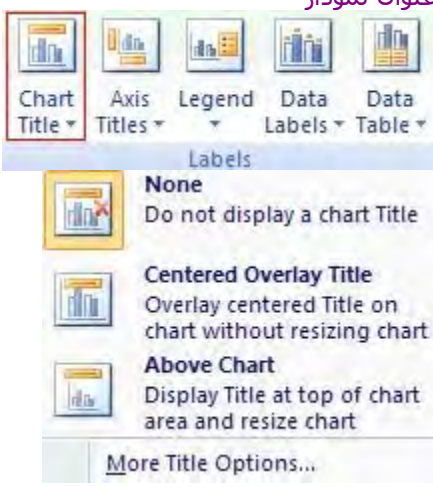 عنوان نمودار
Chart Title
Axis Titles
Legend
Data Labels
Data Table
Labels
None
Do not display a chart Title
Centered Overlay Title
Overlay centered Title on
chart without resizing chart
Above Chart
Display Title at top of chart
area and resize chart
More Title Options...